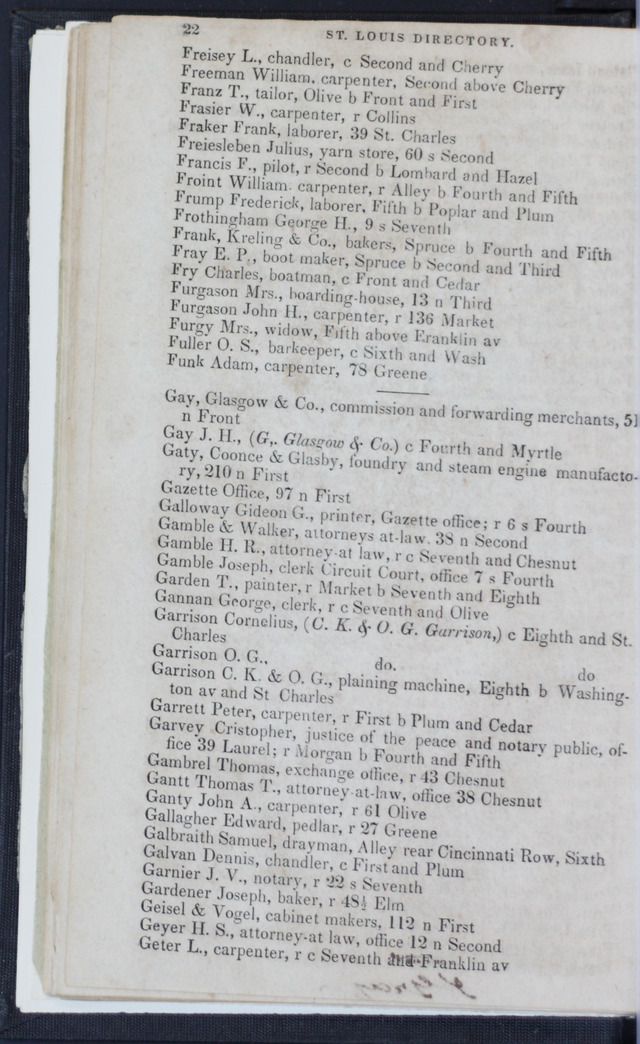 22 ST. LOUIS DIRECTORY.
Freisey L., chandler, c Second and Cherry
Freeman William. carpenter, Second above Cherry
Franz T., tailor, Olive b Front and First
Frasier W., carpenter, r Collins
Fraker Frank, laborer, 39 St. Charles
Freiesleben Julius, yarn store, 60 s Second
Francis F., pilot, r Second b Lombard and Hazel
Froint William. carpenter, r Alley b Fourth and Fifth
Frump Frederick, laborer, Fifth b Poplar and Plum
Frothingham George H., 9 s Seventh
Frank, Kreling & Co., bakers, Spruce b Fourth and Fifth
Fray E. P., boot maker, Spruce b Second and Third
Fry Charles, boatman, c Front and Cedar
Furgason Mrs., boarding-house, 13 n Third
Furgason John H., carpenter, r 136 Market
Furgy Mrs., widow, Fifth above Franklin av
Fuller O. S., barkeeper, c Sixth and Wash
Funk Adam, carpenter, 78 Greene
Gay, Glasgow & Co., commission and forwarding merchants, 51
n Front
Gay J. H., (G,. Glasgow & Co.) c Fourth and Myrtle
Gaty, Coonce & Glasby, foundry and steam engine manufacto-
ry, 210 n First
Gazette Office, 97 n First
Galloway Gideon G., printer, Gazette office; r 6 s Fourth
Gamble & Walker, attorneys at-law. 38 n Second
Gamble H. R., attorney-at law, r c Seventh and Chesnut
Gamble Joseph, clerk Circuit Court, office 7 s Fourth
Garden T., painter, r Market b Seventh and Eighth
Gannan George, clerk, r c Seventh and Olive
Garrison Cornelius, (C. K. & O. G. Garrison,) c Eighth and St.
Charles
Garrison O. G., do. do
Garrison C. K. & O. G., plaining machine, Eighth b Washing-
ton av and St Charles
Garrett Peter, carpenter, r First b Plum and Cedar
Garvey Cristopher, justice of the peace and notary public, of-
fice 39 Laurel; r Morgan b Fourth and Fifth
Gambrel Thomas, exchange office, r 43 Chesnut
Gantt Thomas T., attorney-at-law, office 38 Chesnut
Ganty John A., carpenter, r 61 Olive
Gallagher Edward, pedlar, r 27 Greene
Galbraith Samuel, drayman, Alley rear Cincinnati Row, Sixth
Galvan Dennis, chandler, c First and Plum
Garnier J. V., notary, r 22 s Seventh
Gardener Joseph, baker, r 48½ Elm
Geisel & Vogel, cabinet makers, 112 n First
Geyer H. S., attorney-at law, office 12 n Second
Geter L., carpenter, r c Seventh and Franklin av